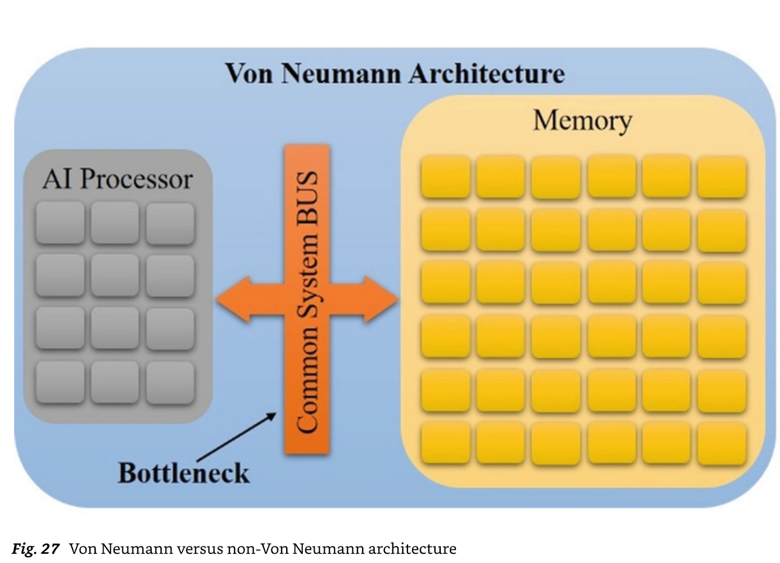 Von Neumann Architecture
AI Processor
Common System BUS
Memory
Bottleneck
Fig. 27 Von Neumann versus non-Von Neumann architecture